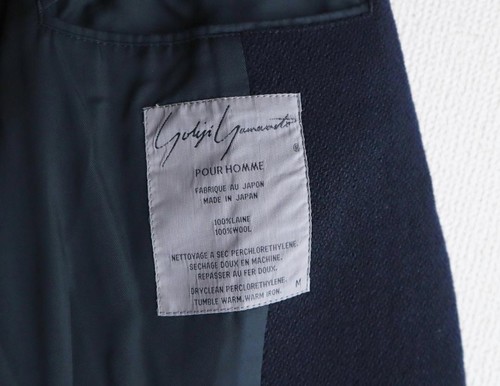 Yohji Yamamoto
®
POUR HOMME
FABRIQUE AU JAPON
MADE IN JAPAN
100%LAINE
100%WOOL
NETTOYAGE A SEC PERCHLORETHYLENE.
SECHAGE DOUX EN MACHINE.
REPASSER AU FER DOUX.
DRYCLEAN PERCLORETHYLENE.
TUMBLE WARM, WARM IRON.
M